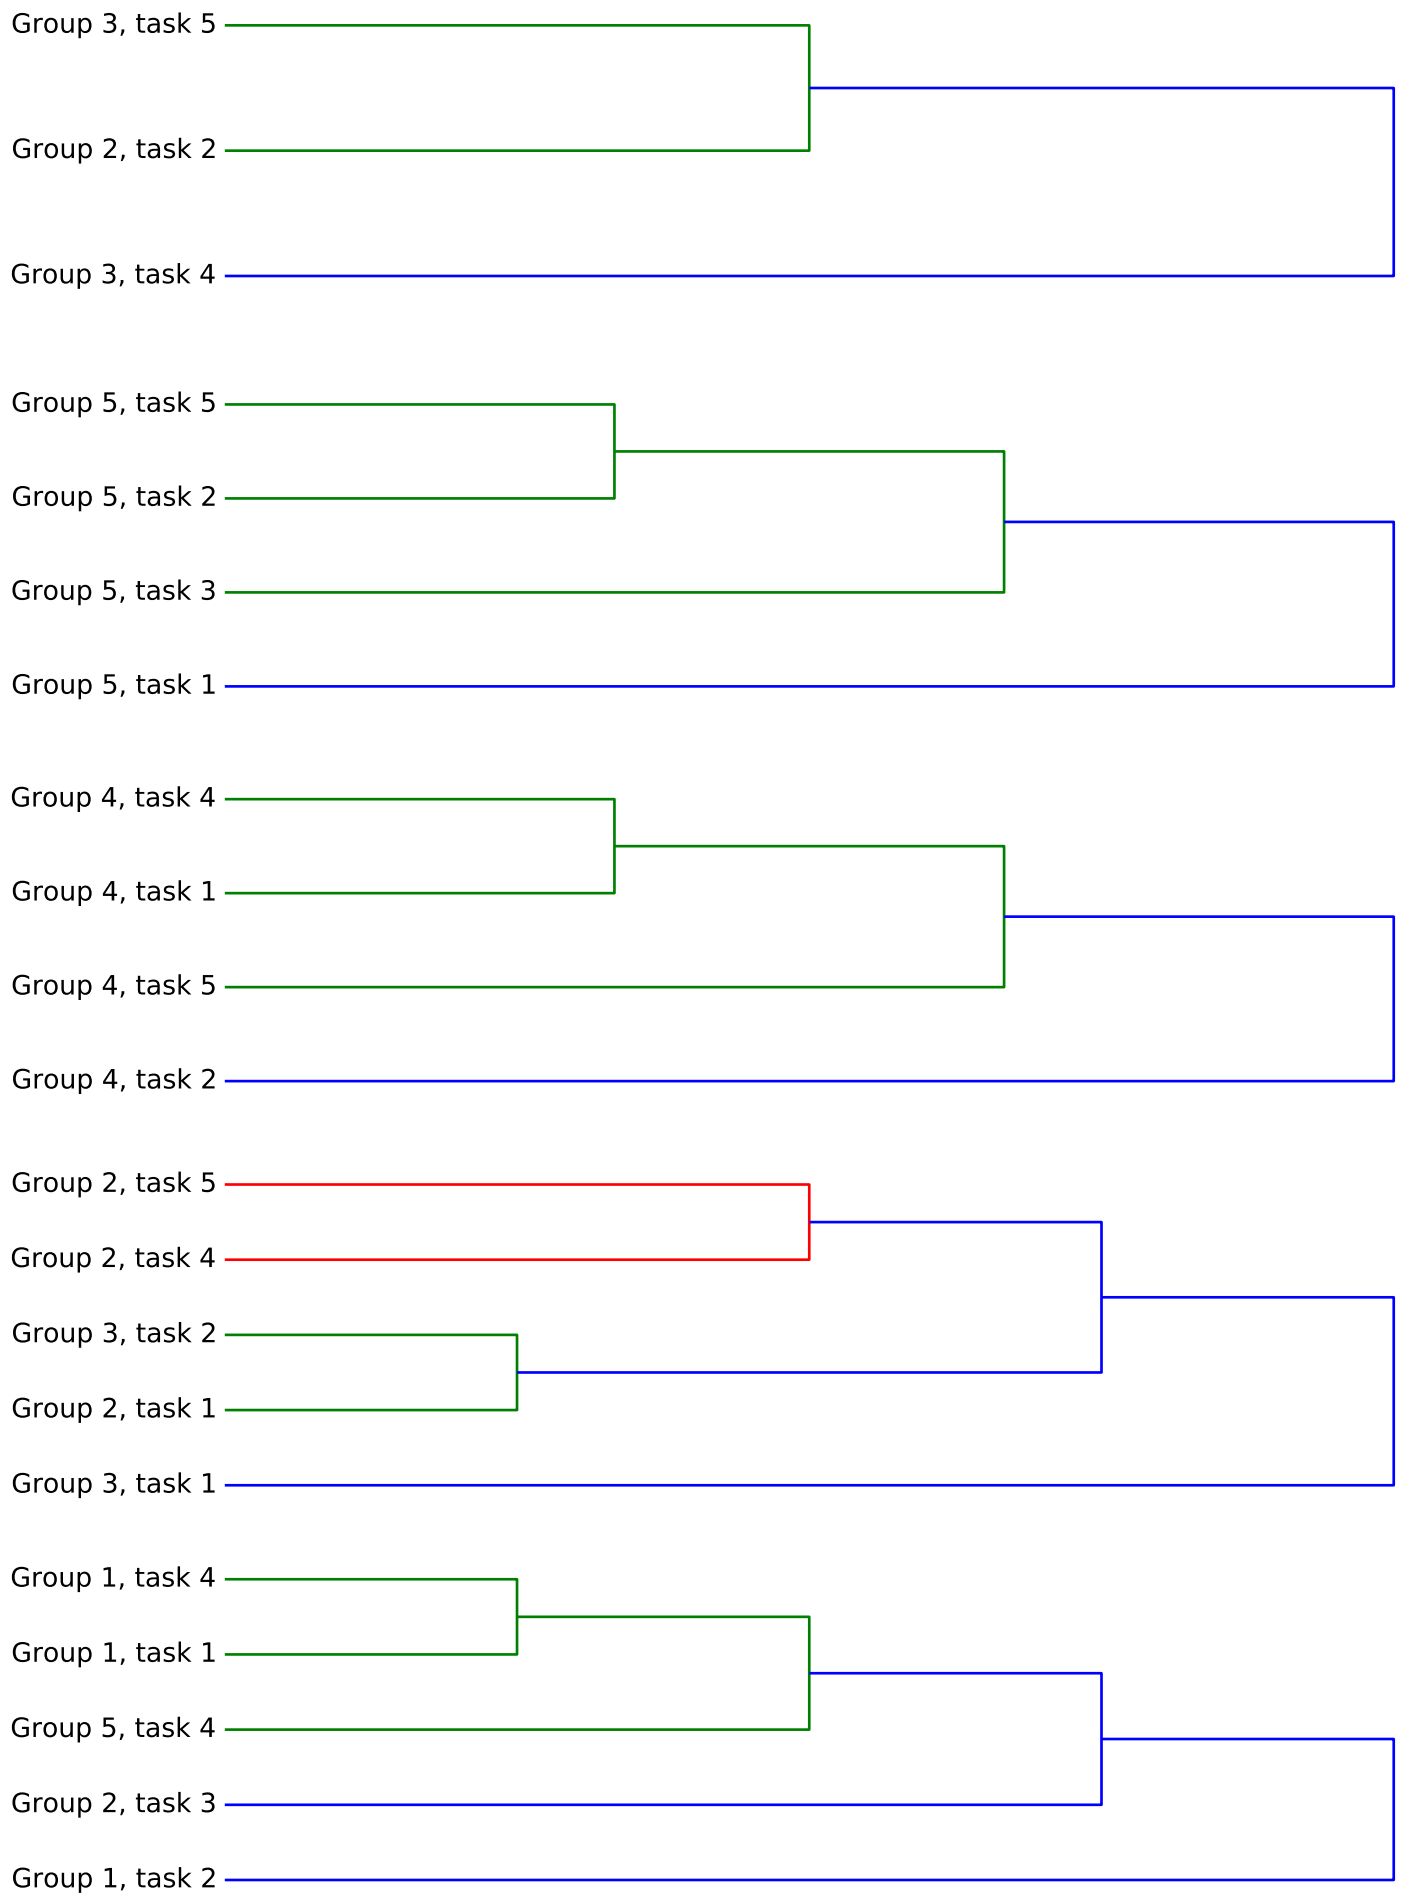 Group 3, task 5
Group 2, task 2
Group 3, task 4
Group 5, task 5
Group 5, task 2
Group 5, task 3
Group 5, task 1
Group 4, task 4
Group 4, task 1
Group 4, task 5
Group 4, task 2
Group 2, task 5
Group 2, task 4
Group 3, task 2
Group 2, task 1
Group 3, task 1
Group 1, task 4
Group 1, task 1
Group 5, task 4
Group 2, task 3
Group 1, task 2